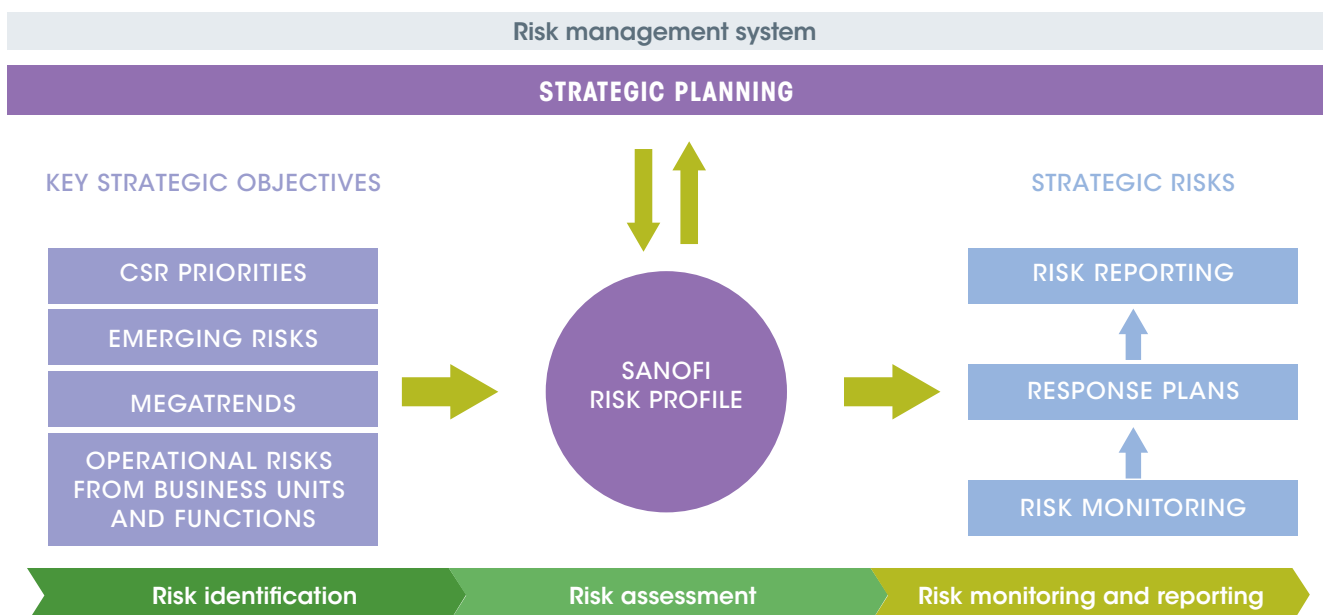 Risk management system
STRATEGIC PLANNING
KEY STRATEGIC OBJECTIVES
CSR PRIORITIES
EMERGING RISKS
MEGATRENDS
OPERATIONAL RISKS
FROM BUSINESS UNITS
AND FUNCTIONS
SANOFI
RISK PROFILE
STRATEGIC RISKS
RISK REPORTING
RESPONSE PLANS
RISK MONITORING
Risk identification
Risk assessment
Risk monitoring and reporting